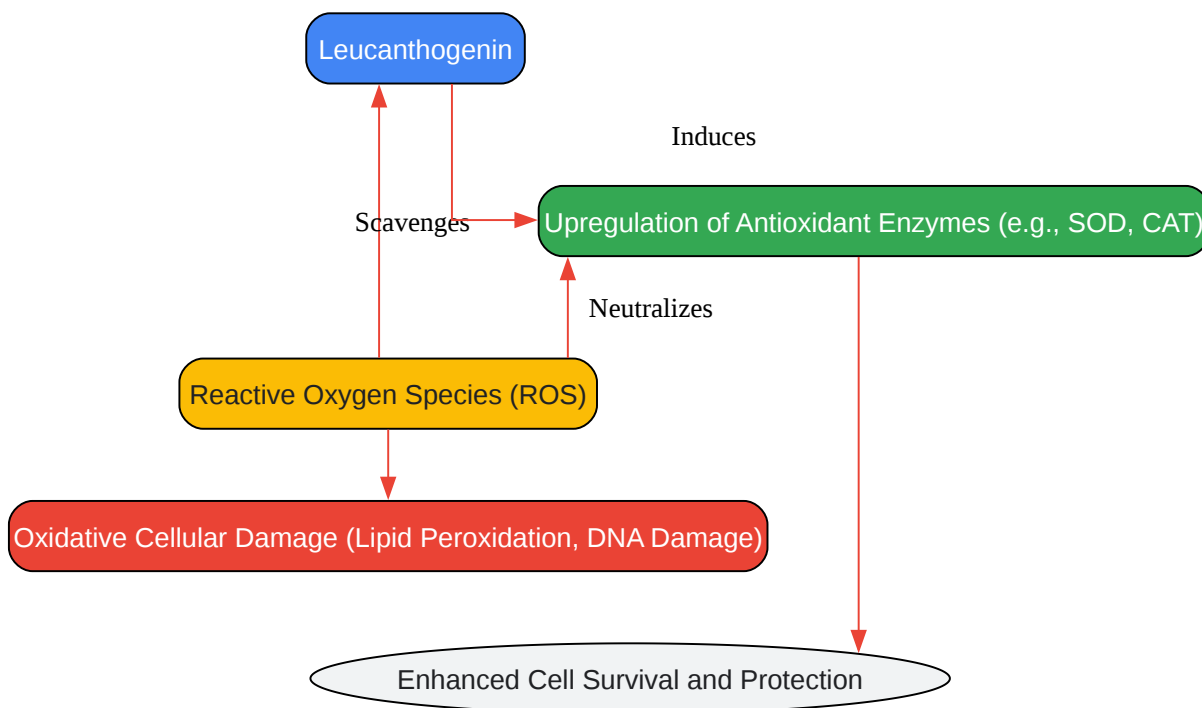 Leucanthogenin
Induces
Scavenges
Upregulation of Antioxidant Enzymes (e.g., SOD, CAT)
Neutralizes
Reactive Oxygen Species (ROS)
Oxidative Cellular Damage (Lipid Peroxidation, DNA Damage)
Enhanced Cell Survival and Protection